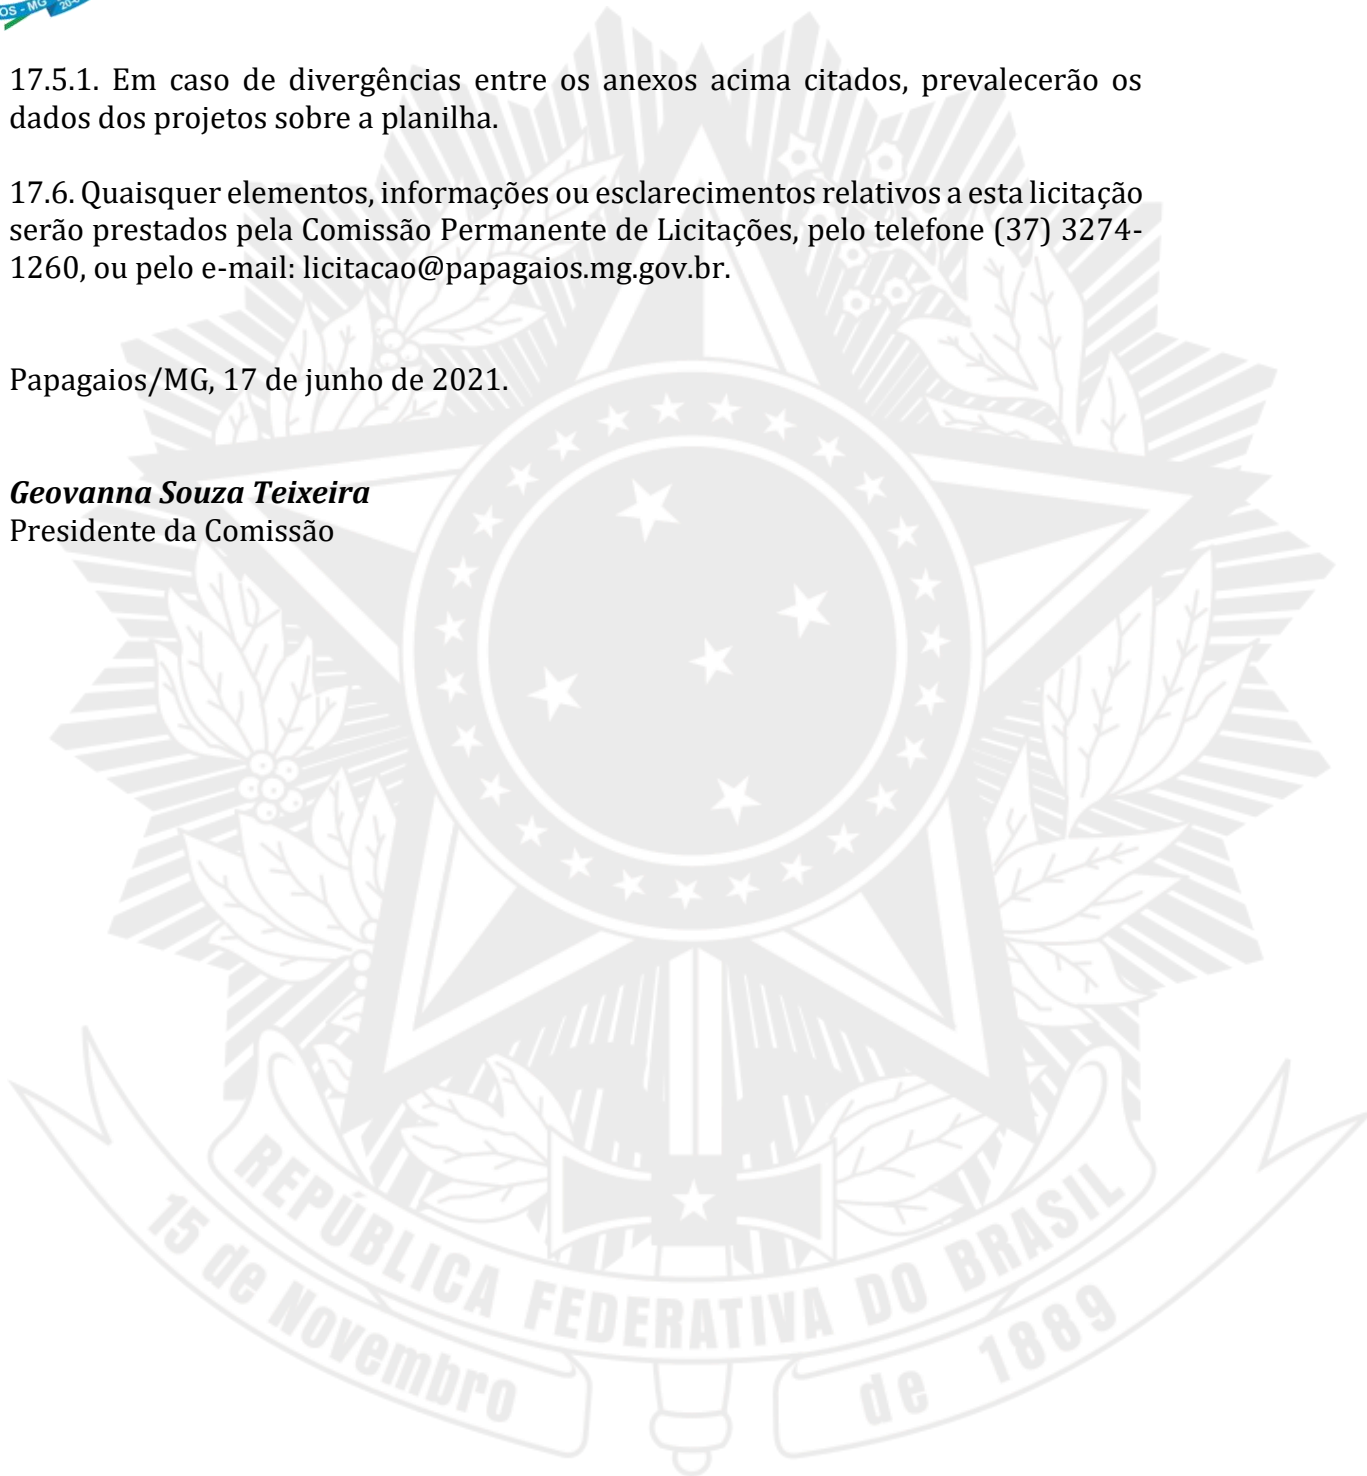 OS - MG
17.5.1. Em caso de divergências entre os anexos acima citados, prevalecerão os
dados dos projetos sobre a planilha.
17.6. Quaisquer elementos, informações ou esclarecimentos relativos a esta licitação
serão prestados pela Comissão Permanente de Licitações, pelo telefone (37) 3274-
1260, ou pelo e-mail: licitacao@papagaios.mg.gov.br.
Papagaios/MG, 17 de junho de 2021.
Geovanna Souza Teixeira
Presidente da Comissão
REPÚBLICA FEDERATIVA DO BRASIL
15 de Novembro de 1889